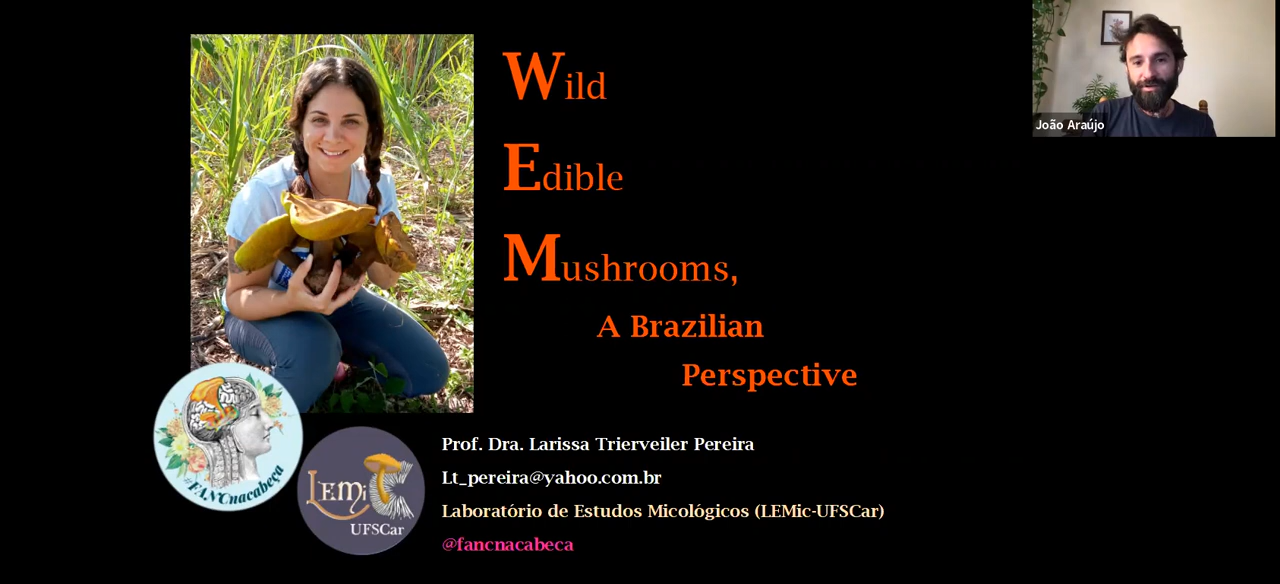 Wild
Edible
Mushrooms,
A Brazilian
Perspective
João Araújo
#FANCnacabeça
LEMiC
UFSCar
Prof. Dra. Larissa Trierveiler Pereira
Lt_pereira@yahoo.com.br
Laboratório de Estudos Micológicos (LEMic-UFSCar)
@fancnacabeca